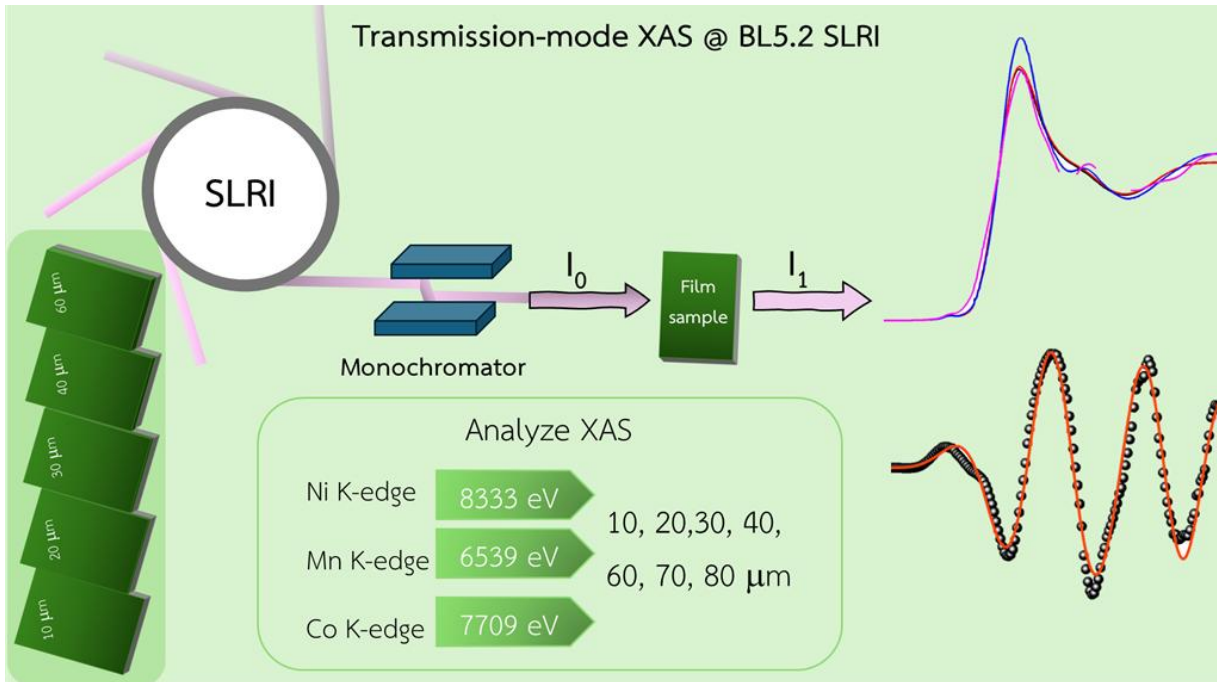 Transmission-mode XAS @ BL5.2 SLRI
SLRI
60 μm
40 μm
30 μm
20 μm
10 μm
Monochromator
I0
Film
sample
I1
Analyze XAS
Ni K-edge
8333 eV
Mn K-edge
6539 eV
Co K-edge
7709 eV
10, 20,30, 40,
60, 70, 80 μm